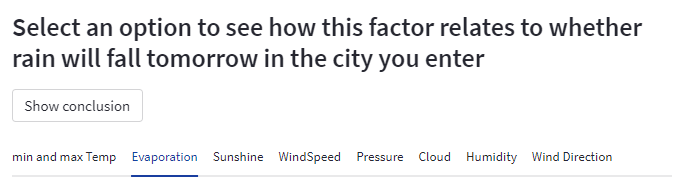 Select an option to see how this factor relates to whether
rain will fall tomorrow in the city you enter
Show conclusion
min and max Temp Evaporation Sunshine WindSpeed Pressure Cloud Humidity Wind Direction